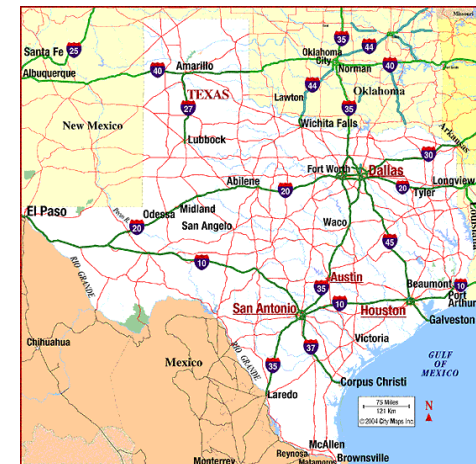 Missouri
35
44
Santa Fe
25
Oklahoma
City
40
Amarillo
40
Norman
Albuquerque
TEXAS
44
Oklahoma
Lawton
27
35
New Mexico
Wichita Falls
Arkansas
Lubbock
30
Fort Worth
Dallas
Abilene
20
Longview
20
20
Tyler
El Paso
Pecos R.
Odessa
Midland
Louisiana
20
San Angelo
Waco
45
RIO GRANDE
10
Austin
Beaumont
10
35
Port
Arthur
San Antonio
10
Houston
Galveston
Chihuahua
Victoria
RIO GRANDE
37
GULF
OF
MEXICO
Mexico
35
Corpus Christi
Laredo
75 Miles
121 Km
©2004 City Maps Inc.
N
McAllen
Reynosa
Brownsville
Monterrey
Matamoros